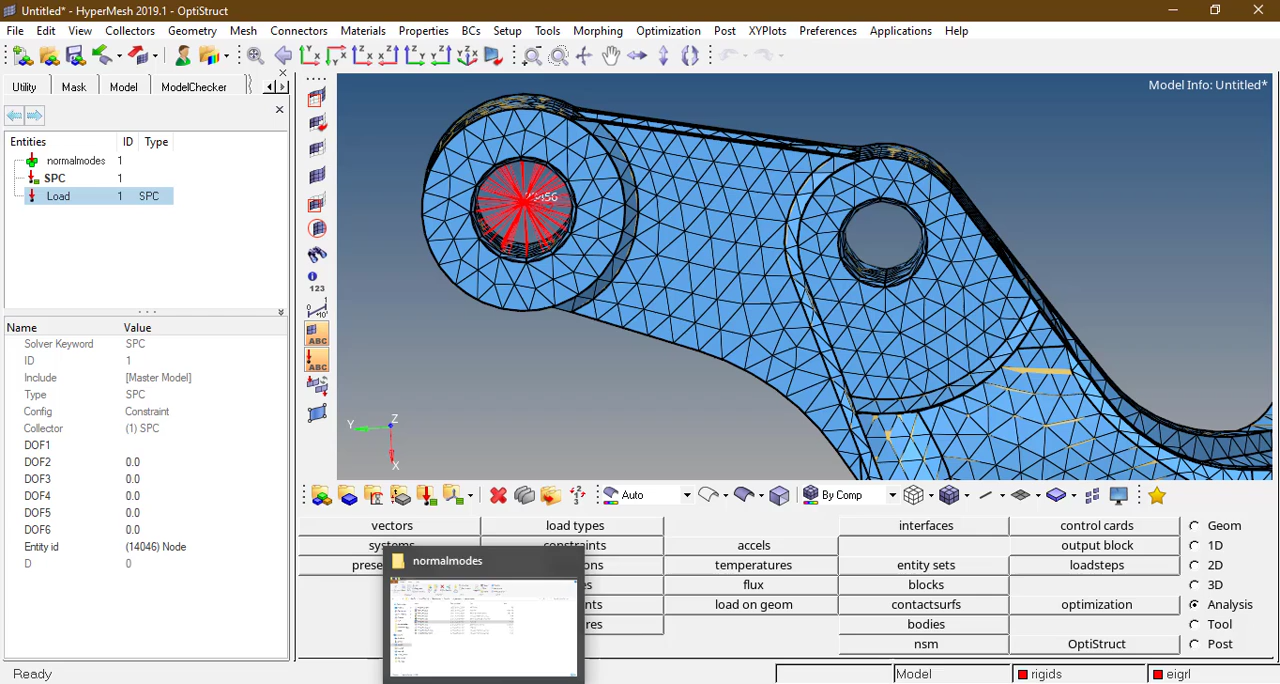 Untitled* - HyperMesh 2019.1 - OptiStruct
File Edit View Collectors Geometry Mesh Connectors Materials Properties BCs Setup Tools Morphing Optimization Post XYPlots Preferences Applications Help
Utility Mask Model ModelChecker
Model Info: Untitled*
Entities ID Type
normalmodes 1
SPC 1
Load 1 SPC
Name Value
Solver Keyword SPC
ID 1
Include [Master Model]
Type SPC
Config Constraint
Collector (1) SPC
DOF1
DOF2 0.0
DOF3 0.0
DOF4 0.0
DOF5 0.0
DOF6 0.0
Entity id (14046) Node
D 0
123
ABC
ABC
Y Z
X
Auto By Comp
vectors load types interfaces control cards Geom
systems constraints accels output block 1D
temperatures entity sets loadsteps 2D
flux blocks 3D
load on geom contactsurfs optimization Analysis
bodies Tool
nsm OptiStruct Post
normalmodes
Ready Model rigids eigrl